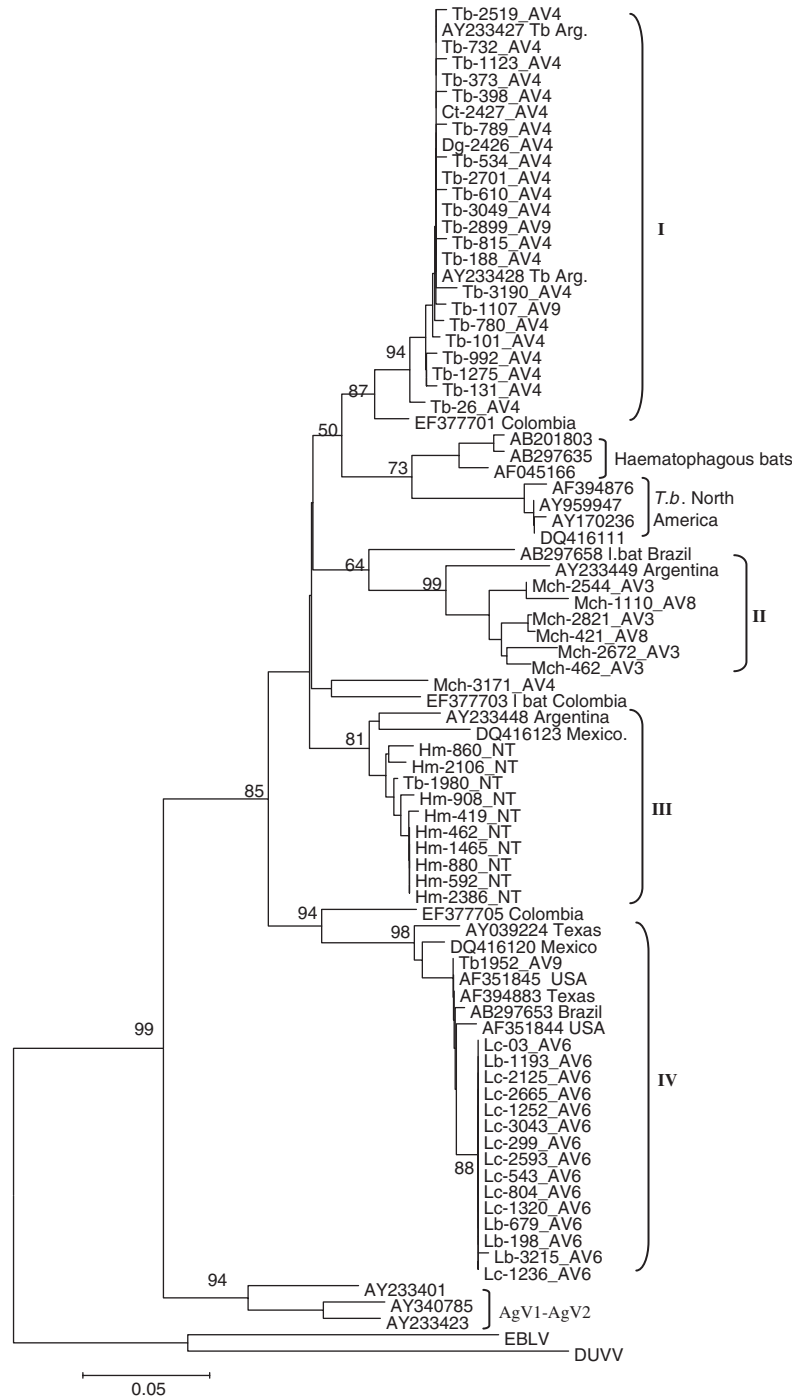 Tb-2519_AV4
AY233427 Tb Arg.
Tb-732_AV4
Tb-1123_AV4
Tb-373_AV4
Tb-398_AV4
Ct-2427_AV4
Tb-789_AV4
Dg-2426_AV4
Tb-534_AV4
Tb-2701_AV4
Tb-610_AV4
Tb-3049_AV4
Tb-2899_AV9
Tb-815_AV4
Tb-188_AV4
AY233428 Tb Arg.
Tb-3190_AV4
Tb-1107_AV9
Tb-780_AV4
Tb-101_AV4
Tb-992_AV4
Tb-1275_AV4
Tb-131_AV4
Tb-26_AV4
EF377701 Colombia
I
94
87
50
AB201803
AB297635
AF045166
Haematophagous bats
73
AF394876
AY959947
AY170236
DQ416111
T.b. North
America
AB297658 I.bat Brazil
AY233449 Argentina
Mch-2544_AV3
Mch-1110_AV8
Mch-2821_AV3
Mch-421_AV8
Mch-2672_AV3
Mch-462_AV3
64
99
II
Mch-3171_AV4
EF377703 I bat Colombia
AY233448 Argentina
DQ416123 Mexico.
Hm-860_NT
Hm-2106_NT
Tb-1980_NT
Hm-908_NT
Hm-419_NT
Hm-462_NT
Hm-1465_NT
Hm-880_NT
Hm-592_NT
Hm-2386_NT
81
III
85
EF377705 Colombia
AY039224 Texas
DQ416120 Mexico
Tb1952_AV9
AF351845 USA
AF394883 Texas
AB297653 Brazil
AF351844 USA
Lc-03_AV6
Lb-1193_AV6
Lc-2125_AV6
Lc-2665_AV6
Lc-1252_AV6
Lc-3043_AV6
Lc-299_AV6
Lc-2593_AV6
Lc-543_AV6
Lc-804_AV6
Lc-1320_AV6
Lb-679_AV6
Lb-198_AV6
Lb-3215_AV6
Lc-1236_AV6
94
98
88
IV
99
94
AY233401
AY340785
AY233423
AgV1-AgV2
EBLV
DUVV
0.05